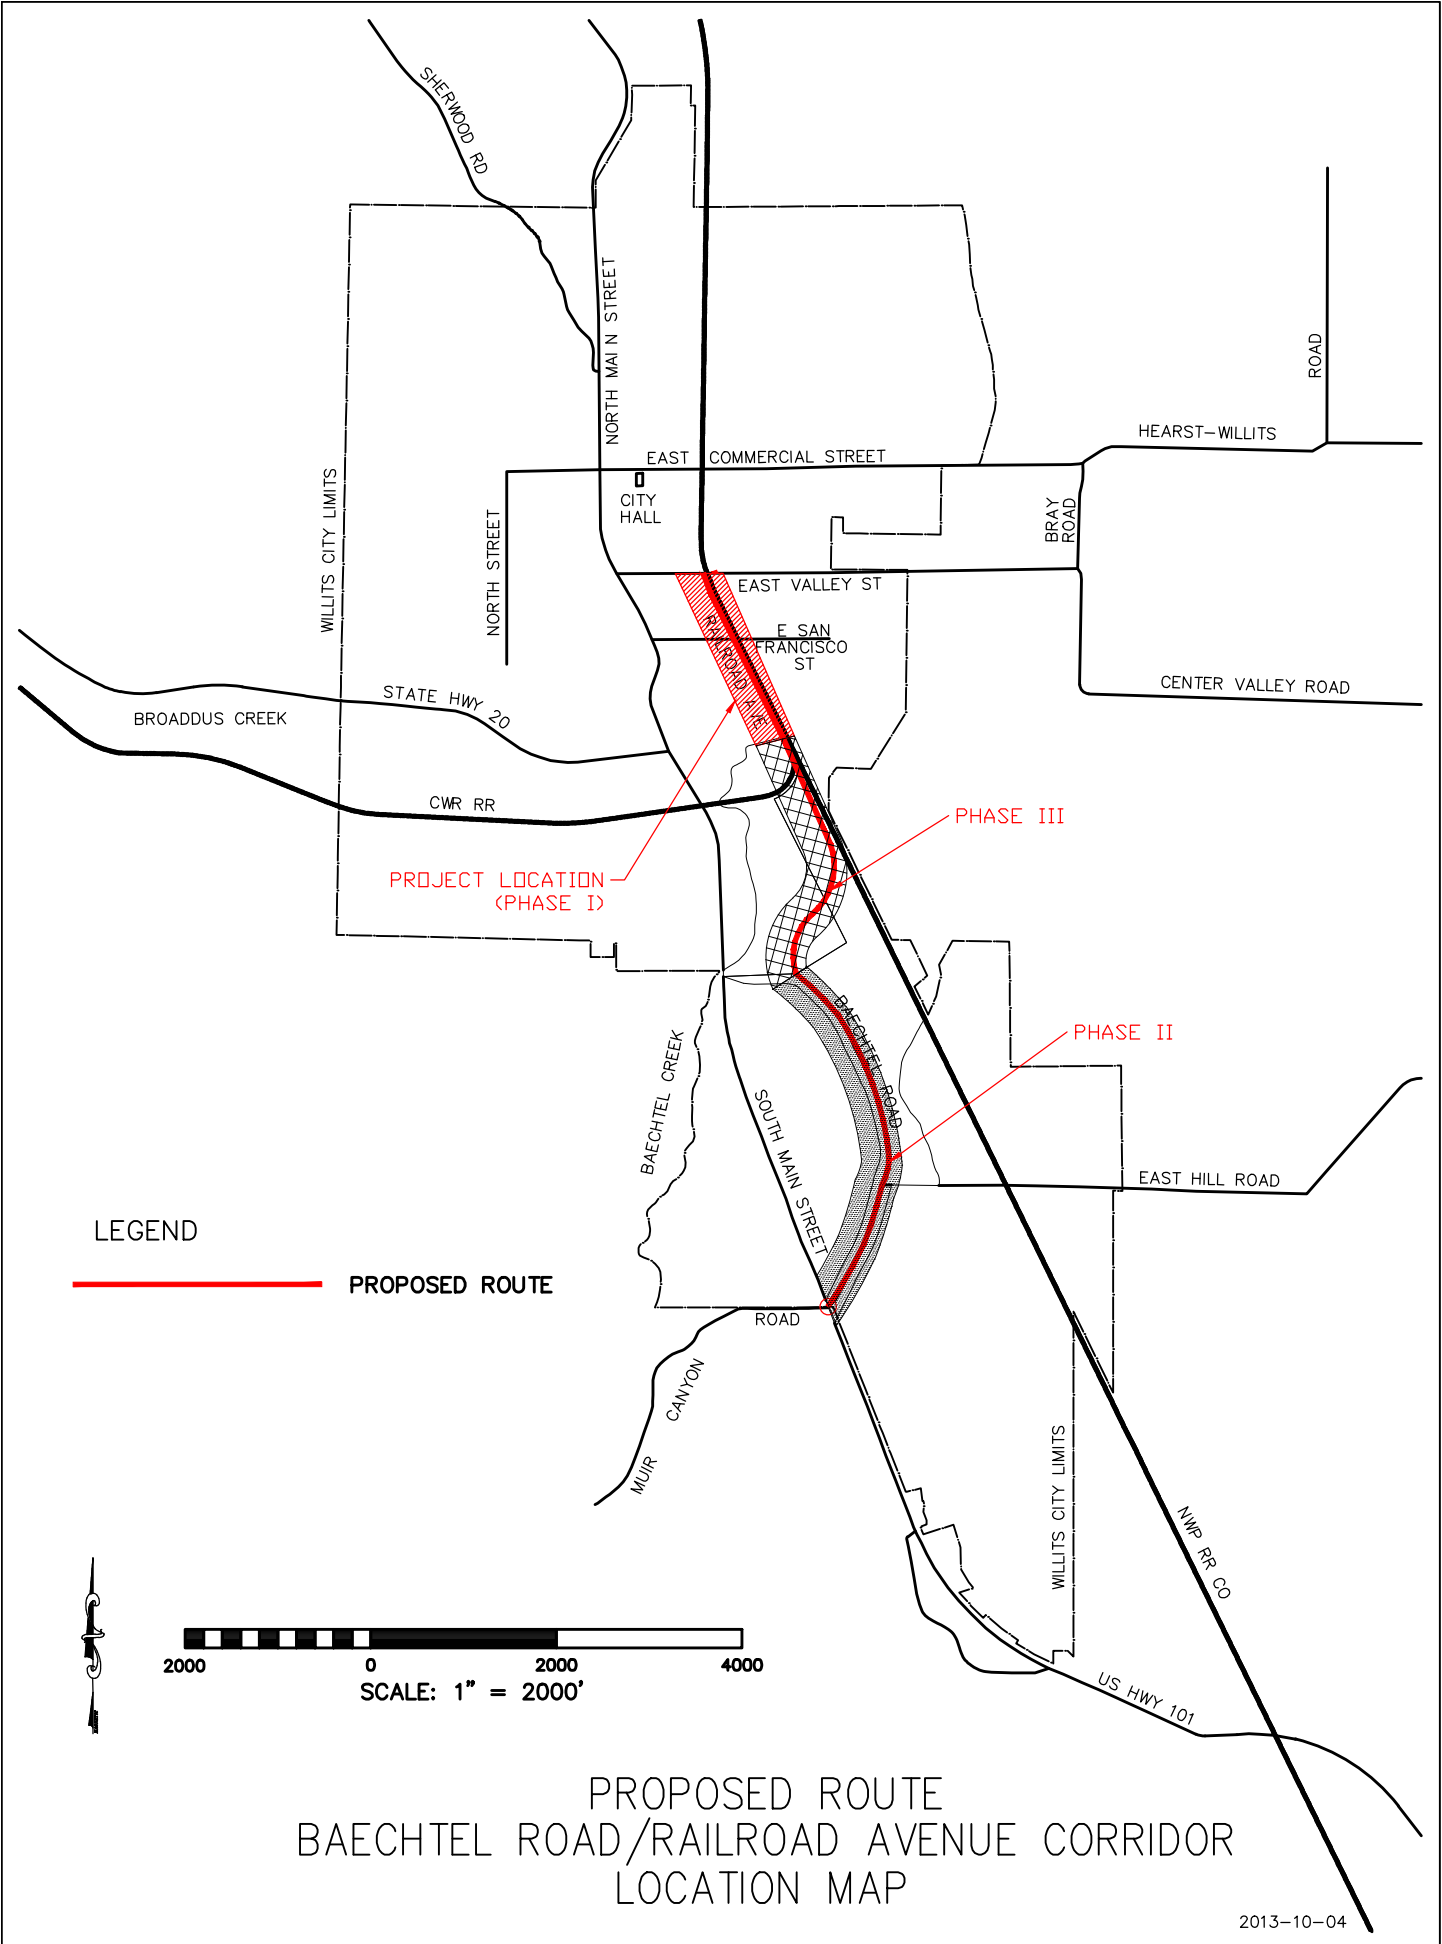 SHERWOOD RD
NORTH MAIN STREET
ROAD
HEARST-WILLITS
EAST COMMERCIAL STREET
CITY
HALL
WILLITS CITY LIMITS
NORTH STREET
BRAY
ROAD
EAST VALLEY ST
E SAN
FRANCISCO
ST
RAILROAD AVE
CENTER VALLEY ROAD
STATE HWY 20
BROADDUS CREEK
CWR RR
PHASE III
PROJECT LOCATION
(PHASE I)
BAECHTEL ROAD
PHASE II
BAECHTEL CREEK
SOUTH MAIN STREET
EAST HILL ROAD
LEGEND
PROPOSED ROUTE
ROAD
MUIR CANYON
WILLITS CITY LIMITS
NWP RR CO
US HWY 101
2000 0 2000 4000
SCALE: 1" = 2000'
PROPOSED ROUTE
BAECHTEL ROAD/RAILROAD AVENUE CORRIDOR
LOCATION MAP
2013-10-04